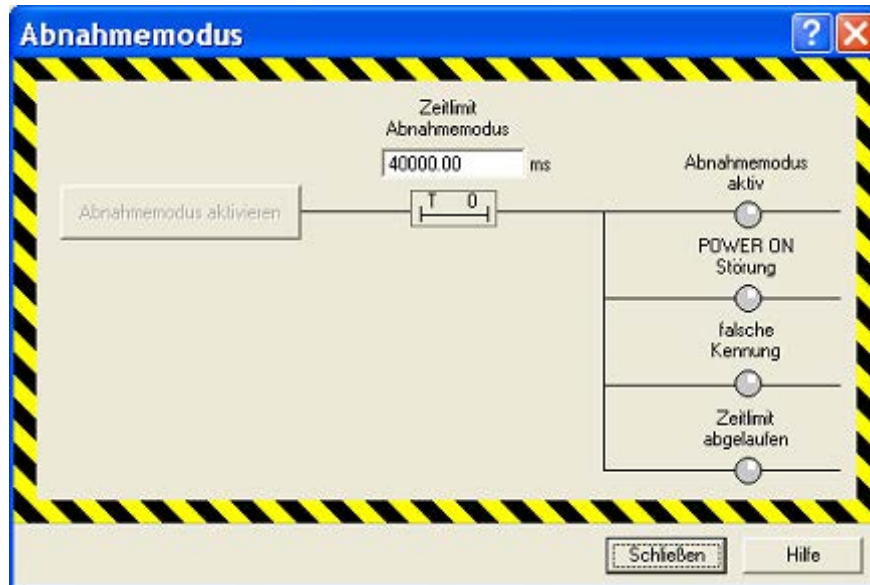 Abnahmemodus
Zeitlimit
Abnahmemodus
40000.00 ms
Abnahmemodus aktivieren
T 0
Abnahmemodus
aktiv
POWER ON
Störung
falsche
Kennung
Zeitlimit
abgelaufen
Schließen
Hilfe